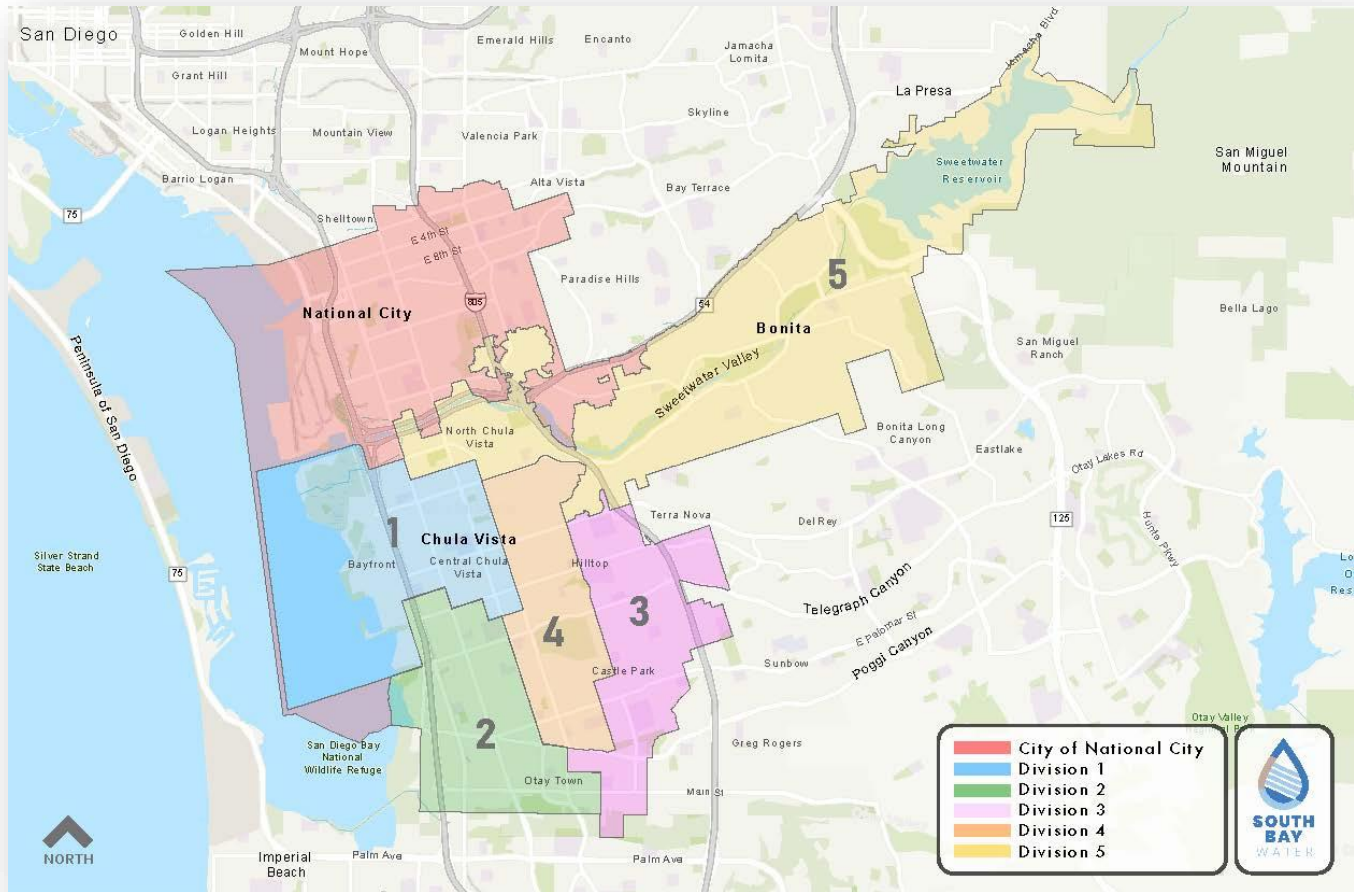 San Diego
Golden Hill
Mount Hope
Emerald Hills
Encanto
Jamacha
Lomita
Jamacha Blvd
Grant Hill
La Presa
Skyline
Logan Heights
Mountain View
Valencia Park
San Miguel
Mountain
Sweetwater
Reservoir
Barrio Logan
Alta Vista
Bay Terrace
75
Shelltown
E 4th St
E 8th St
Paradise Hills
5
805
54
National City
Bonita
Bella Lago
San Miguel
Ranch
Peninsula of San Diego
Sweetwater Valley
North Chula
Vista
Bonita Long
Canyon
Eastlake
Otay Lakes Rd
Hunte Pkwy
125
Terra Nova
Del Rey
1
Chula Vista
Central Chula
Vista
Bayfront
Silver Strand
State Beach
75
Hilltop
3
4
Telegraph Canyon
E Palomar St
Poggi Canyon
Sunbow
Castle Park
2
San Diego Bay
National
Wildlife Refuge
Greg Rogers
Otay Valley
Otay Town
Main St
Imperial
Beach
Palm Ave
Palm Ave
NORTH
City of National City
Division 1
Division 2
Division 3
Division 4
Division 5
SOUTH
BAY
WATER